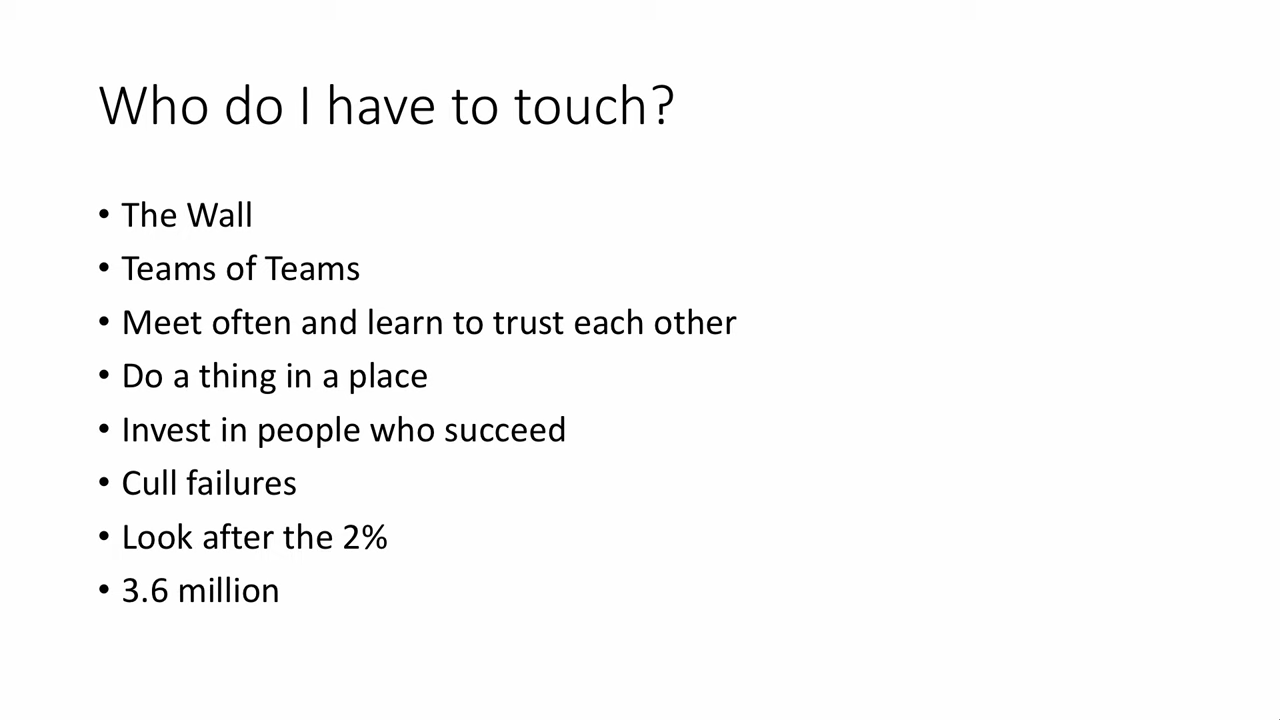 Who do I have to touch?
• The Wall
• Teams of Teams
• Meet often and learn to trust each other
• Do a thing in a place
• Invest in people who succeed
• Cull failures
• Look after the 2%
• 3.6 million